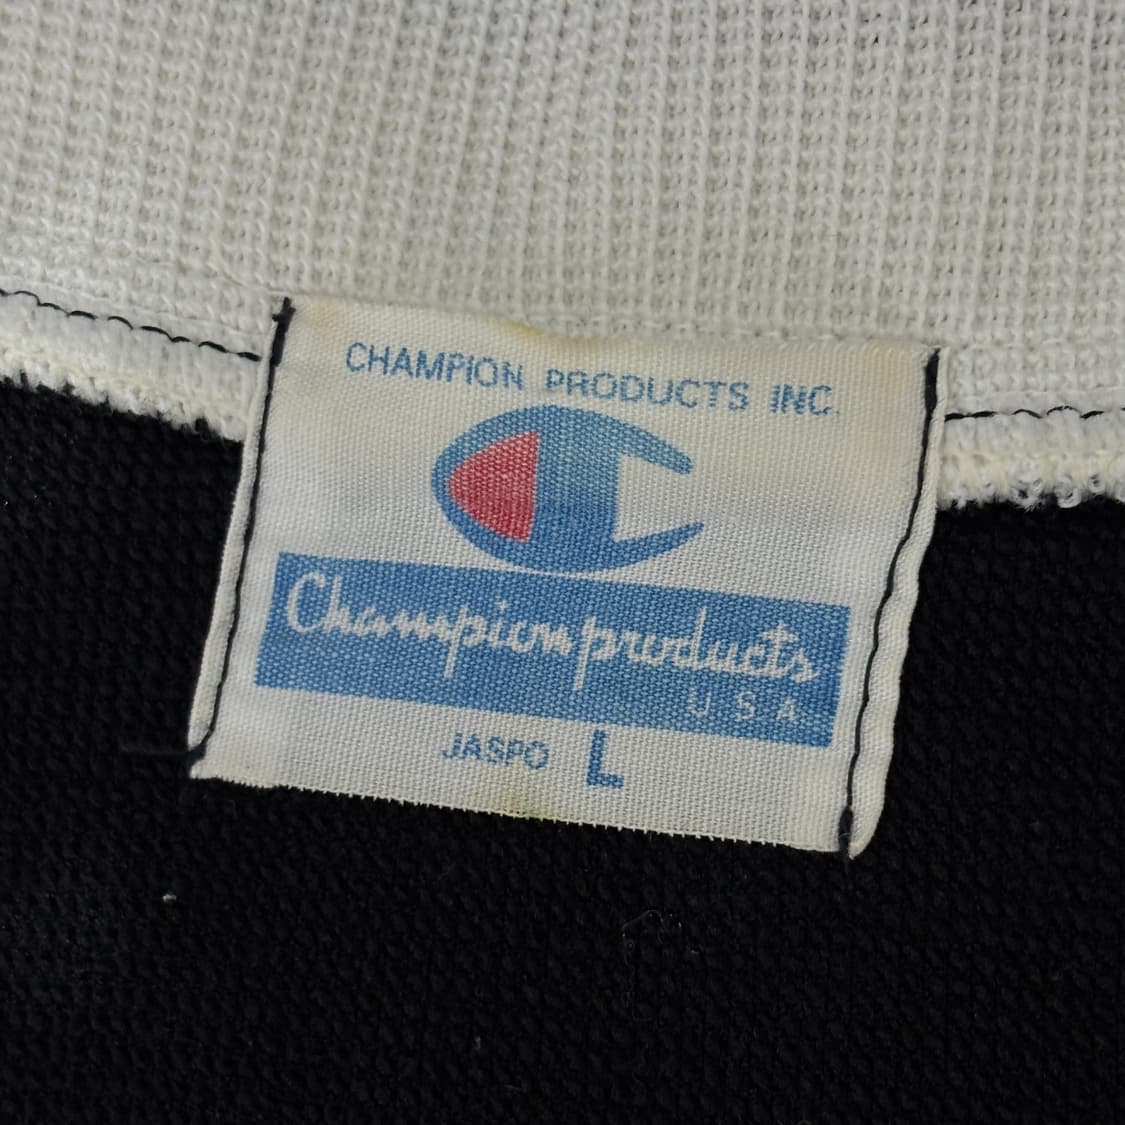 CHAMPION PRODUCTS INC.
Champion products
U S A
JASPO L